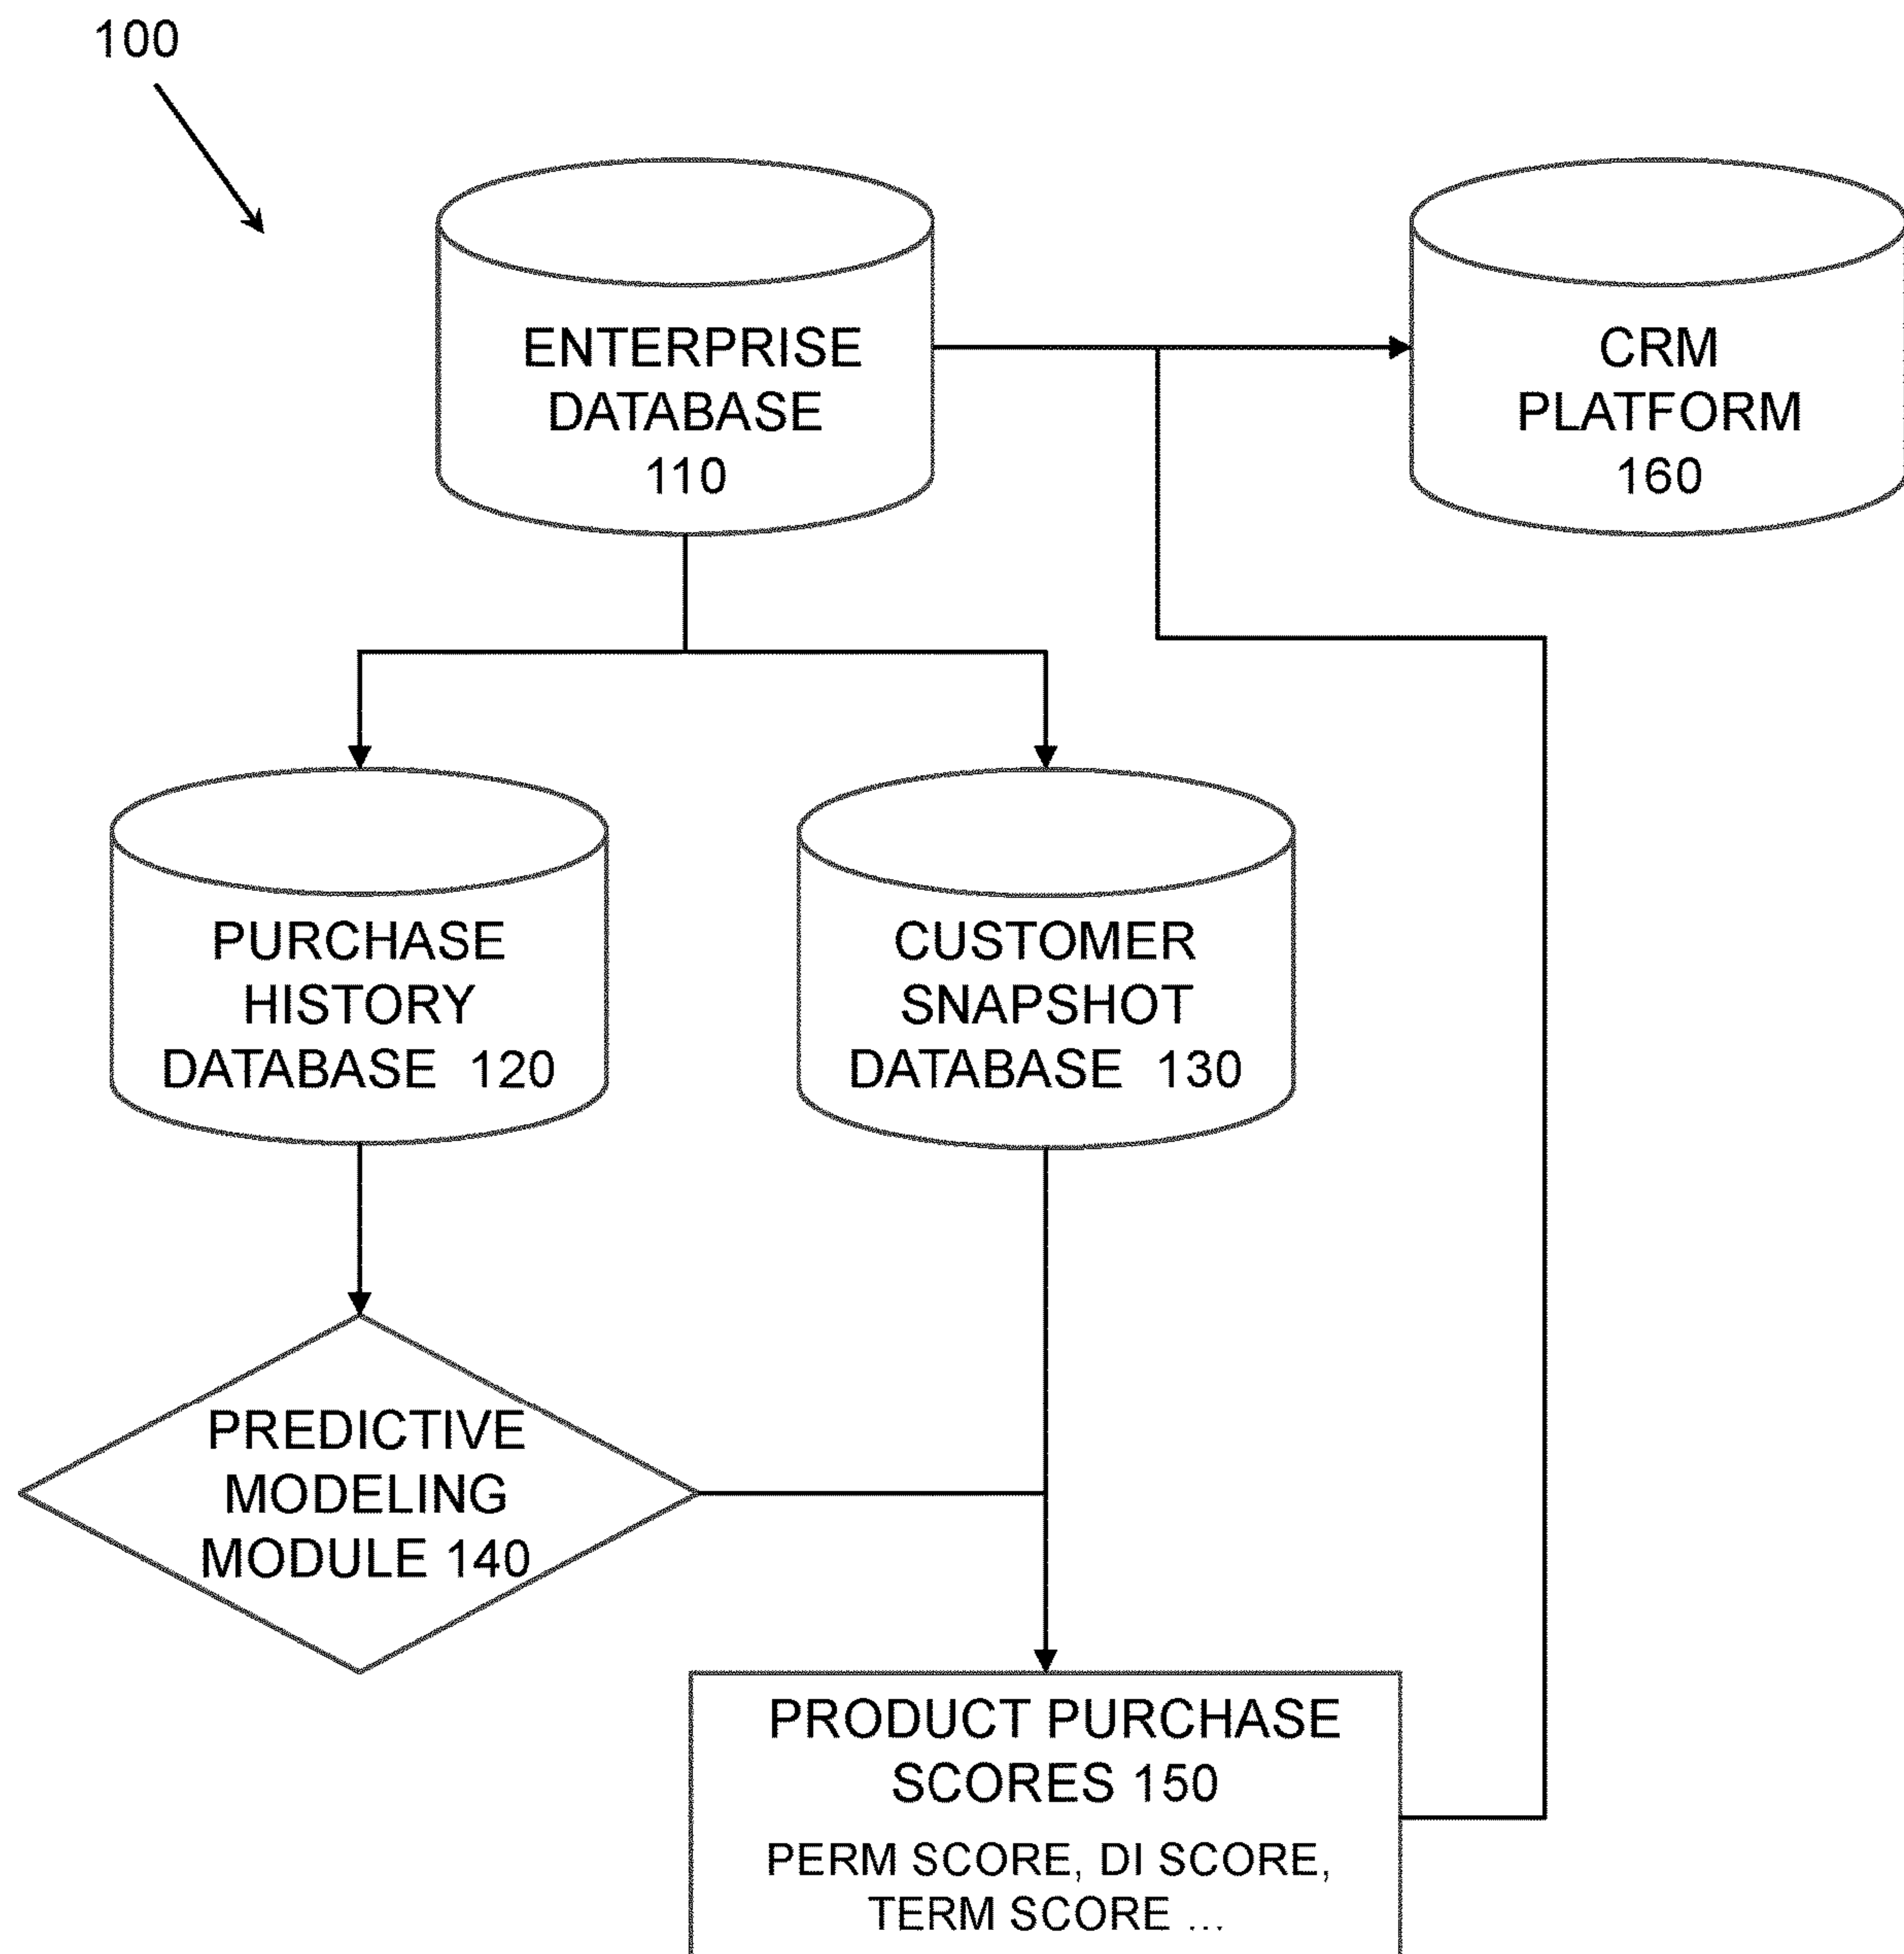 100
ENTERPRISE
DATABASE
110
CRM
PLATFORM
160
PURCHASE
HISTORY
DATABASE 120
CUSTOMER
SNAPSHOT
DATABASE 130
PREDICTIVE
MODELING
MODULE 140
PRODUCT PURCHASE
SCORES 150
PERM SCORE, DI SCORE,
TERM SCORE ...